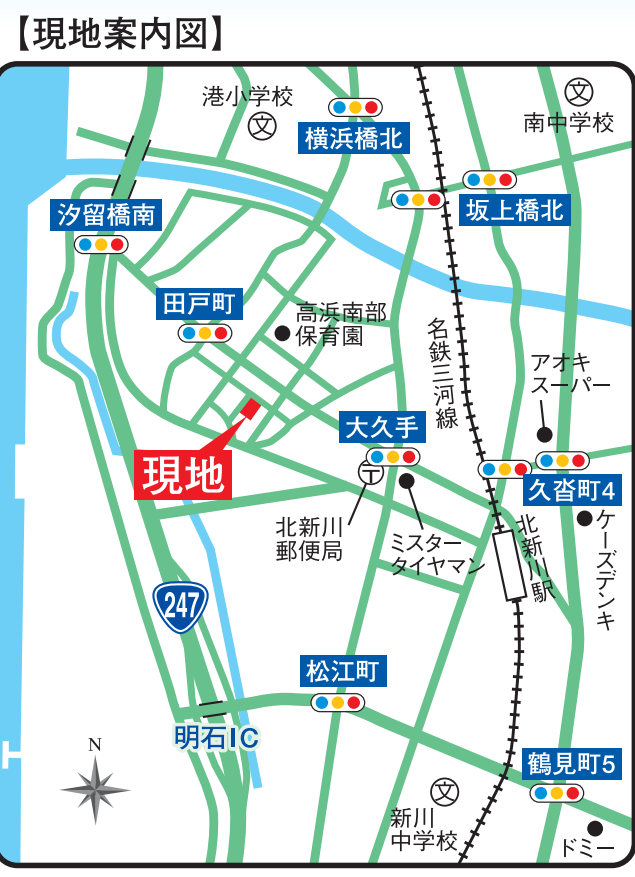 【現地案内図】
港小学校
文
横浜橋北
文
南中学校
汐留橋南
坂上橋北
田戸町
高浜南部
保育園
名鉄三河線
アオキ
スーパー
大久手
現地
〒
北新川
郵便局
ミスター
タイヤマン
久沓町4
北新川駅
ケーズデンキ
247
松江町
明石IC
N
鶴見町5
文
新川
中学校
ドミー